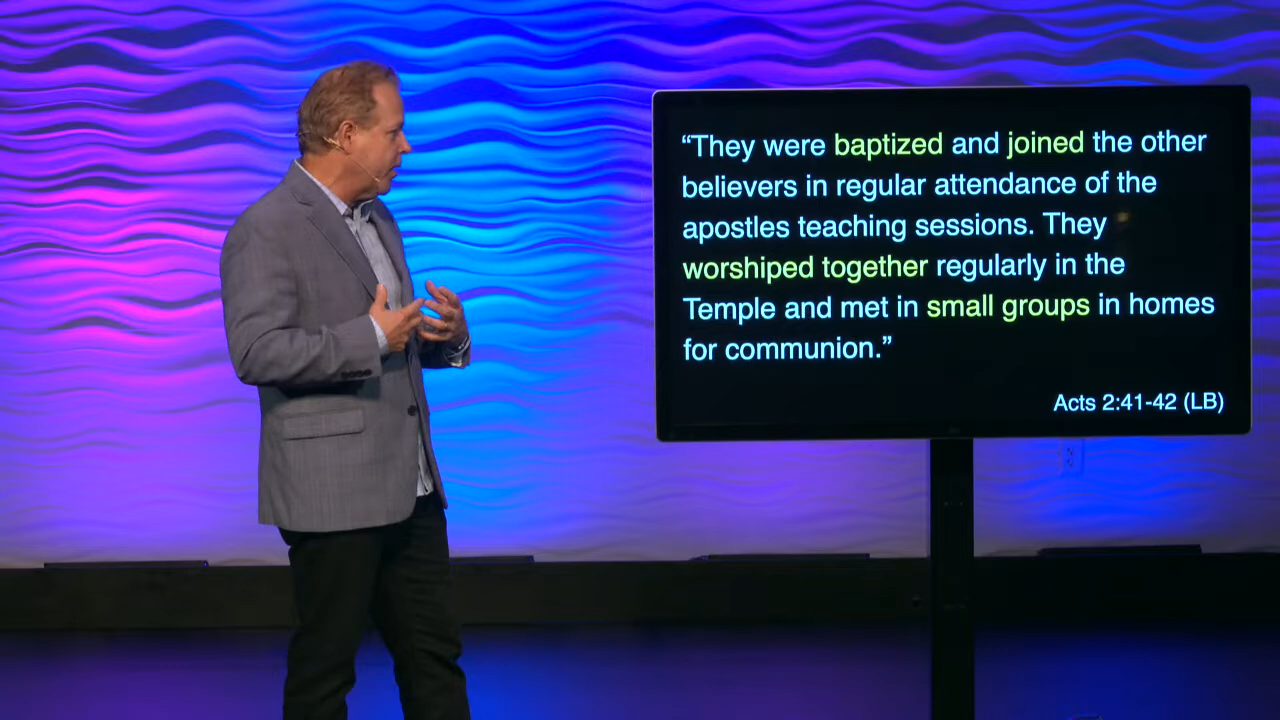 “They were baptized and joined the other
believers in regular attendance of the
apostles teaching sessions. They
worshiped together regularly in the
Temple and met in small groups in homes
for communion.”
Acts 2:41-42 (LB)